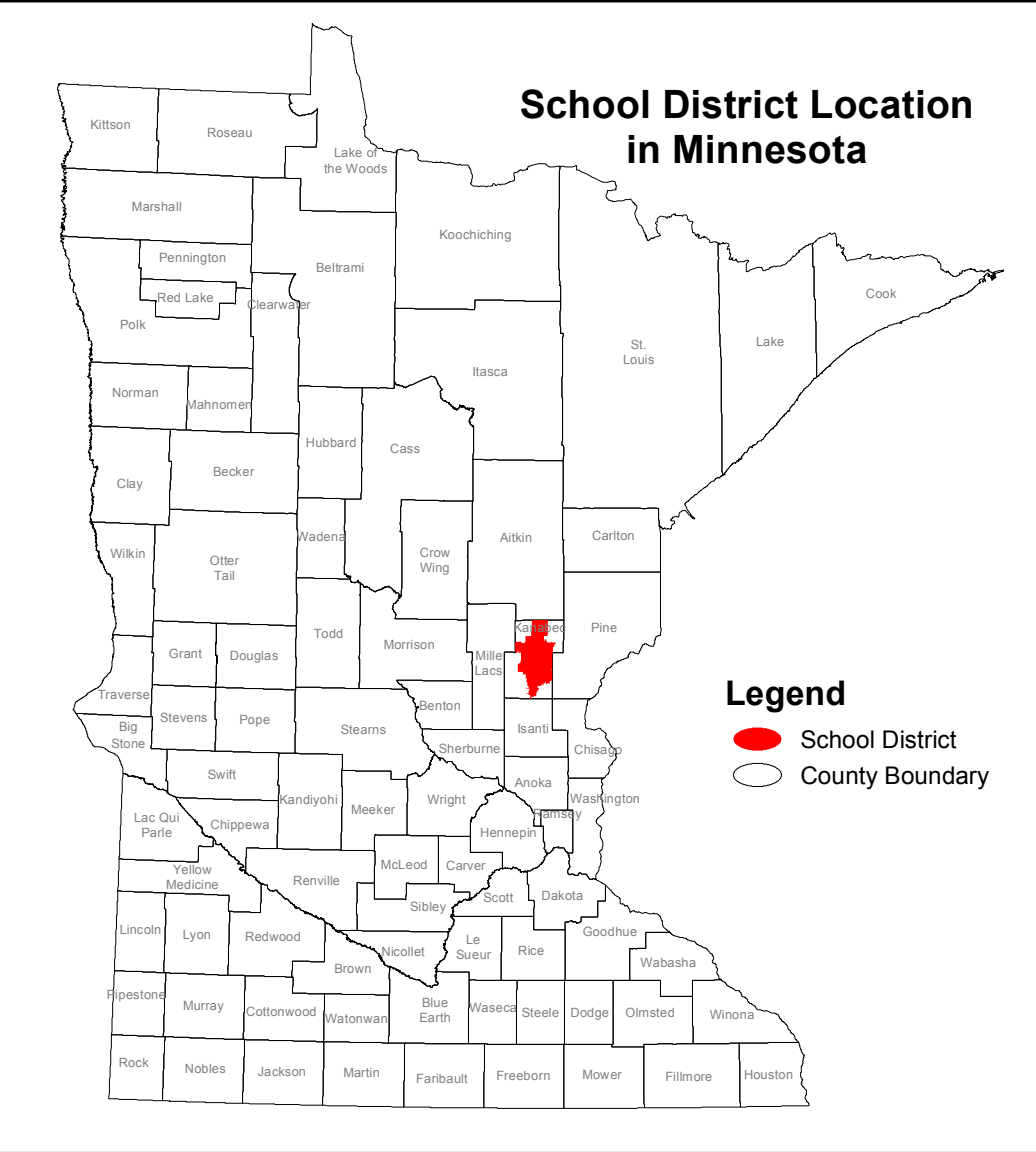 School District Location
in Minnesota
Kittson
Roseau
Lake of
the Woods
Marshall
Koochiching
Pennington
Beltrami
Red Lake
Clearwater
Cook
Polk
St.
Louis
Lake
Itasca
Norman
Mahnomen
Hubbard
Cass
Becker
Clay
Wadena
Aitkin
Carlton
Crow
Wing
Wilkin
Otter
Tail
Kanabec
Pine
Todd
Morrison
Mille
Lacs
Grant
Douglas
Traverse
Benton
Stevens
Pope
Stearns
Isanti
Big
Stone
Sherburne
Chisago
Swift
Anoka
Kandiyohi
Meeker
Wright
Washington
Ramsey
Lac Qui
Parle
Chippewa
Hennepin
McLeod
Carver
Yellow
Medicine
Renville
Scott
Dakota
Sibley
Lincoln
Lyon
Redwood
Nicollet
Le
Sueur
Rice
Goodhue
Brown
Wabasha
Pipestone
Murray
Cottonwood
Watonwan
Blue
Earth
Waseca
Steele
Dodge
Olmsted
Winona
Rock
Nobles
Jackson
Martin
Faribault
Freeborn
Mower
Fillmore
Houston
Legend
School District
County Boundary